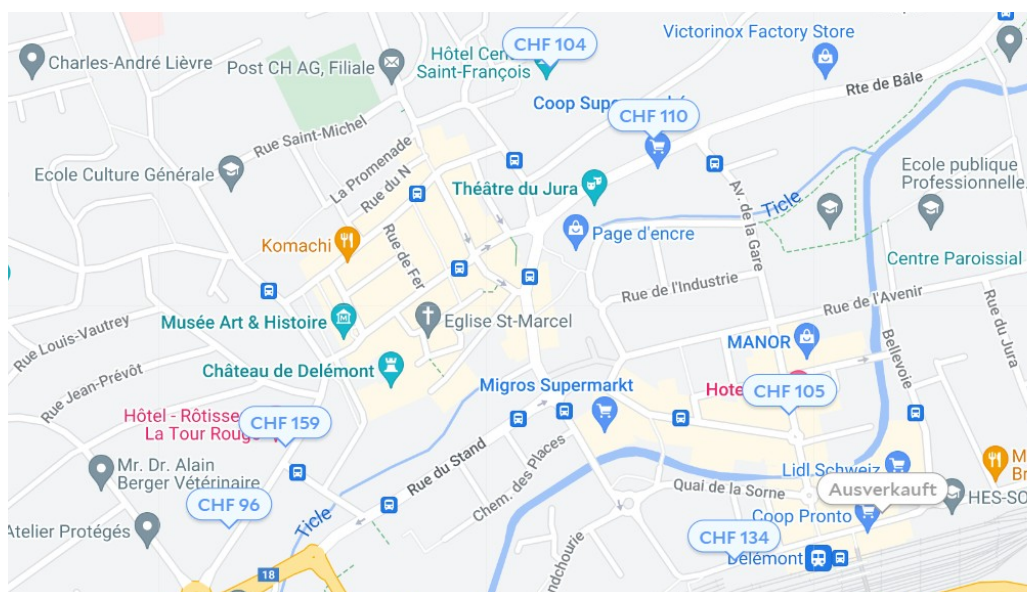 CHF 104
Victorinox Factory Store
Charles-André Lièvre
Post CH AG, Filiale
Hôtel
Saint-François
Rte de Bâle
Coop
CHF 110
Rue Saint-Michel
La Promenade
Ecole Culture Générale
Rue du N
Théâtre du Jura
Av. de la Gare
Ticle
Ecole publique
Professionnelle.
Komachi
Rue de Fer
Page d'encre
Centre Paroissial
Rue de l'Industrie
Rue de l'Avenir
Rue du Jura
Musée Art & Histoire
Eglise St-Marcel
Rue Louis-Vautrey
MANOR
Bellevoie
Château de Delémont
Migros Supermarkt
Rue Jean-Prévôt
CHF 105
Hôtel - Rôtisse
La Tour Rouge
CHF 159
Mr. Dr. Alain
Berger Vétérinaire
Rue du Stand
Chem. des Places
Lidl Schweiz
Quai de la Sorne
Ausverkauft
HES-SO
CHF 96
Ticle
Atelier Protégés
Coop Pronto
CHF 134
Delémont
18